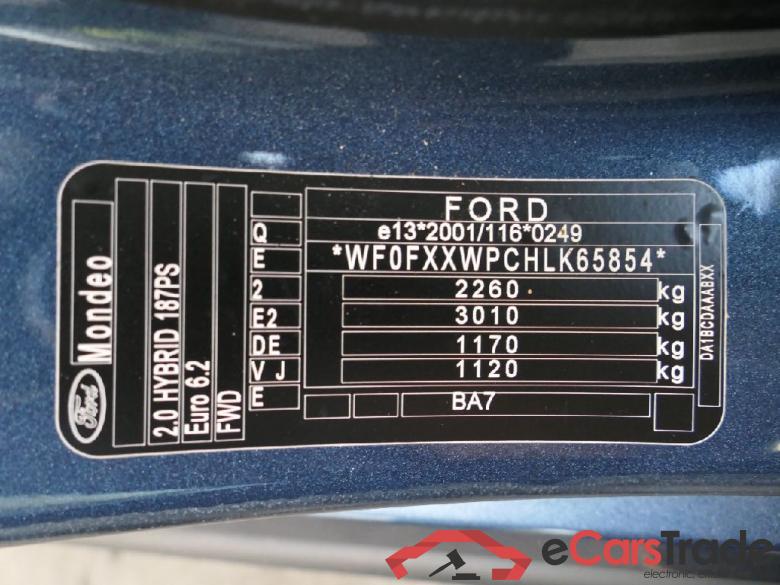 FORD
Q e13*2001/116*0249
E *WF0FXXWPCHLK65854*
2 2260 kg
E2 3010 kg
DE 1170 kg
V J 1120 kg
E BA7
Ford Mondeo
2.0 HYBRID 187PS
Euro 6.2
FWD
DA1BCDAAABXX
eCarsTrade
electronic,